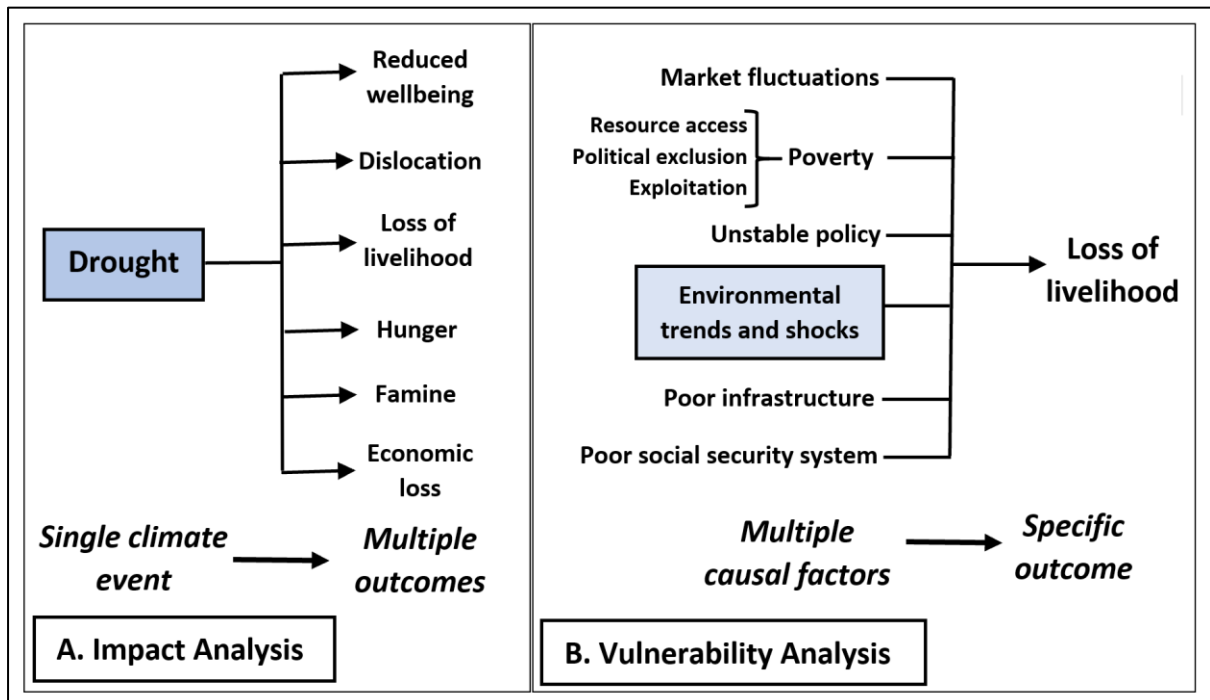 Reduced
wellbeing
Dislocation
Drought
Loss of
livelihood
Hunger
Famine
Economic
loss
Single climate
event
Multiple
outcomes
A. Impact Analysis
Market fluctuations
Resource access
Political exclusion
Exploitation
Poverty
Unstable policy
Environmental
trends and shocks
Poor infrastructure
Poor social security system
Loss of
livelihood
Multiple
causal factors
Specific
outcome
B. Vulnerability Analysis